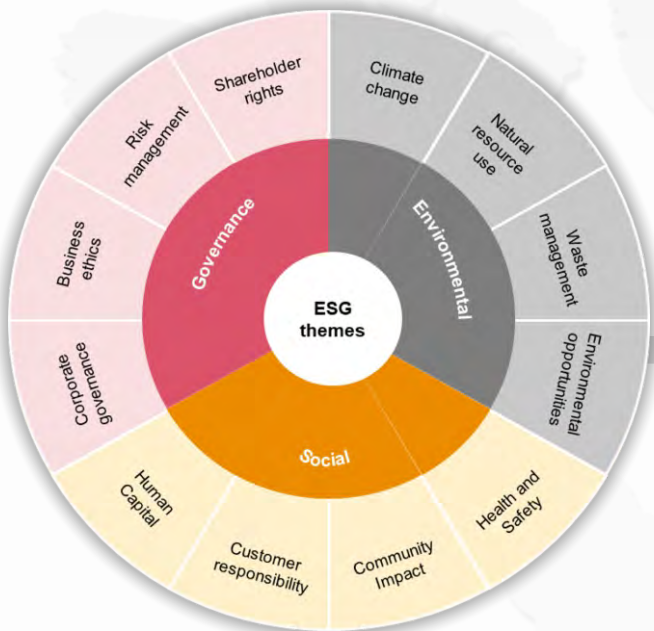 ESG
themes
Environmental
Climate
change
Natural
resource
use
Waste
management
Environmental
opportunities
Social
Health and
Safety
Community
Impact
Customer
responsibility
Human
Capital
Governance
Corporate
governance
Business
ethics
Risk
management
Shareholder
rights